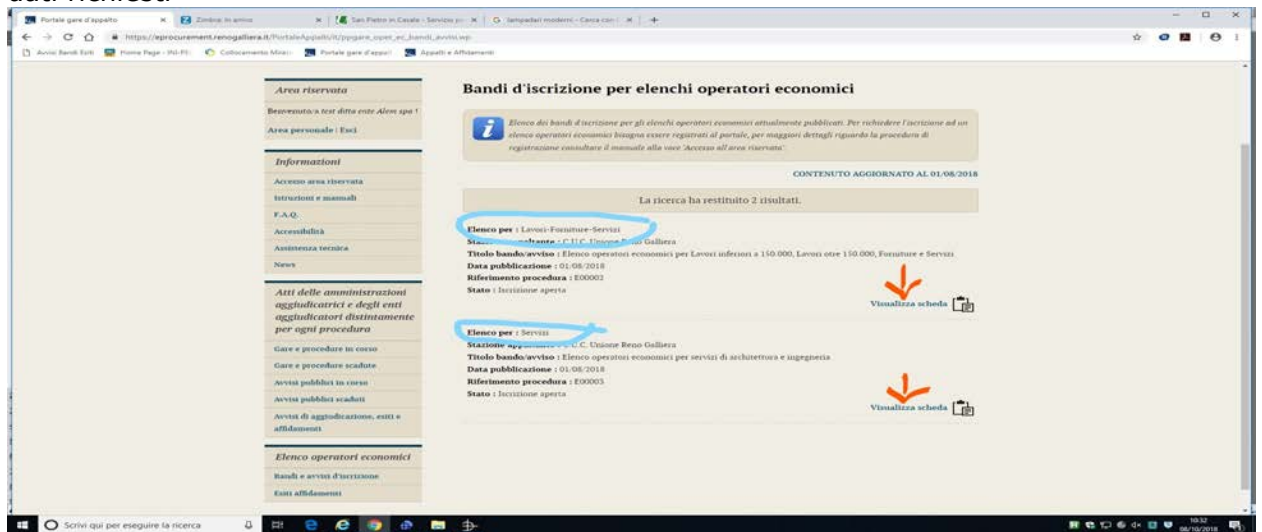 dati richiesti
Portale gare d'appalto
Zimbra: In arrivo
San Pietro in Casale - Servizio
lampadari moderni - Cerca con
https://eprocurement.renogalliera.it/PortaleAppalti/it/ppgare_oper_ec_bandi_avvisi.wp
Avvisi Bandi Esiti
Home Page
Collocamento Mirato
Portale gare d'appalto
Appalti e Affidamenti
Area riservata
Benvenuto/a test ditta ente Alem spa !
Area personale | Esci
Informazioni
Accesso area riservata
Istruzioni e manuali
F.A.Q.
Accessibilità
Assistenza tecnica
News
Atti delle amministrazioni
aggiudicatrici e degli enti
aggiudicatori distintamente
per ogni procedura
Gare e procedure in corso
Gare e procedure scadute
Avvisi pubblici in corso
Avvisi pubblici scaduti
Avvisi di aggiudicazione, esiti e
affidamenti
Elenco operatori economici
Bandi e avvisi d'iscrizione
Esiti affidamenti
Bandi d'iscrizione per elenchi operatori economici
Elenco dei bandi d'iscrizione per gli elenchi operatori economici attualmente pubblicati. Per richiedere l'iscrizione ad un
elenco operatori economici bisogna essere registrati al portale, per maggiori dettagli riguardo la procedura di
registrazione consultare il manuale alla voce 'Accesso all'area riservata'.
CONTENUTO AGGIORNATO AL 01/08/2018
La ricerca ha restituito 2 risultati.
Elenco per : Lavori-Forniture-Servizi
Stazione appaltante : C.U.C. Unione Reno Galliera
Titolo bando/avviso : Elenco operatori economici per Lavori inferiori a 150.000, Lavori otre 150.000, Forniture e Servizi
Data pubblicazione : 01/08/2018
Riferimento procedura : E00002
Stato : Iscrizione aperta
Visualizza scheda
Elenco per : Servizi
Stazione appaltante : C.U.C. Unione Reno Galliera
Titolo bando/avviso : Elenco operatori economici per servizi di architettura e ingegneria
Data pubblicazione : 01/08/2018
Riferimento procedura : E00003
Stato : Iscrizione aperta
Visualizza scheda
Scrivi qui per eseguire la ricerca
10:32
08/10/2018